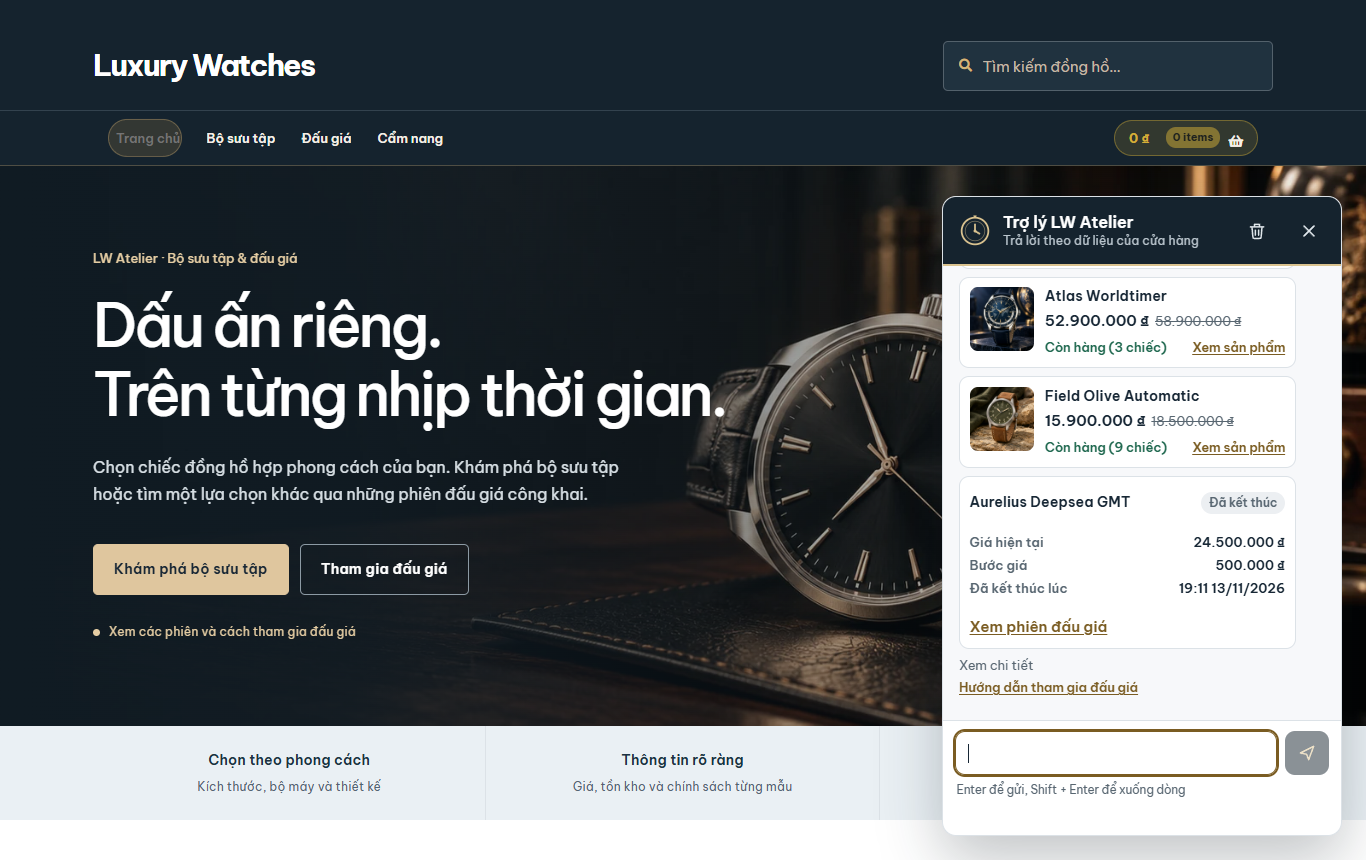 Luxury Watches
Tìm kiếm đồng hồ...
Trang chủ
Bộ sưu tập
Đấu giá
Cẩm nang
0 ₫
0 items
LW Atelier · Bộ sưu tập & đấu giá
Dấu ấn riêng.
Trên từng nhịp thời gian.
Chọn chiếc đồng hồ hợp phong cách của bạn. Khám phá bộ sưu tập
hoặc tìm một lựa chọn khác qua những phiên đấu giá công khai.
Khám phá bộ sưu tập
Tham gia đấu giá
Xem các phiên và cách tham gia đấu giá
Chọn theo phong cách
Kích thước, bộ máy và thiết kế
Thông tin rõ ràng
Giá, tồn kho và chính sách từng mẫu
Trợ lý LW Atelier
Trả lời theo dữ liệu của cửa hàng
Atlas Worldtimer
52.900.000 ₫ 58.900.000 ₫
Còn hàng (3 chiếc) Xem sản phẩm
Field Olive Automatic
15.900.000 ₫ 18.500.000 ₫
Còn hàng (9 chiếc) Xem sản phẩm
Aurelius Deepsea GMT Đã kết thúc
Giá hiện tại 24.500.000 ₫
Bước giá 500.000 ₫
Đã kết thúc lúc 19:11 13/11/2026
Xem phiên đấu giá
Xem chi tiết
Hướng dẫn tham gia đấu giá
Enter để gửi, Shift + Enter để xuống dòng